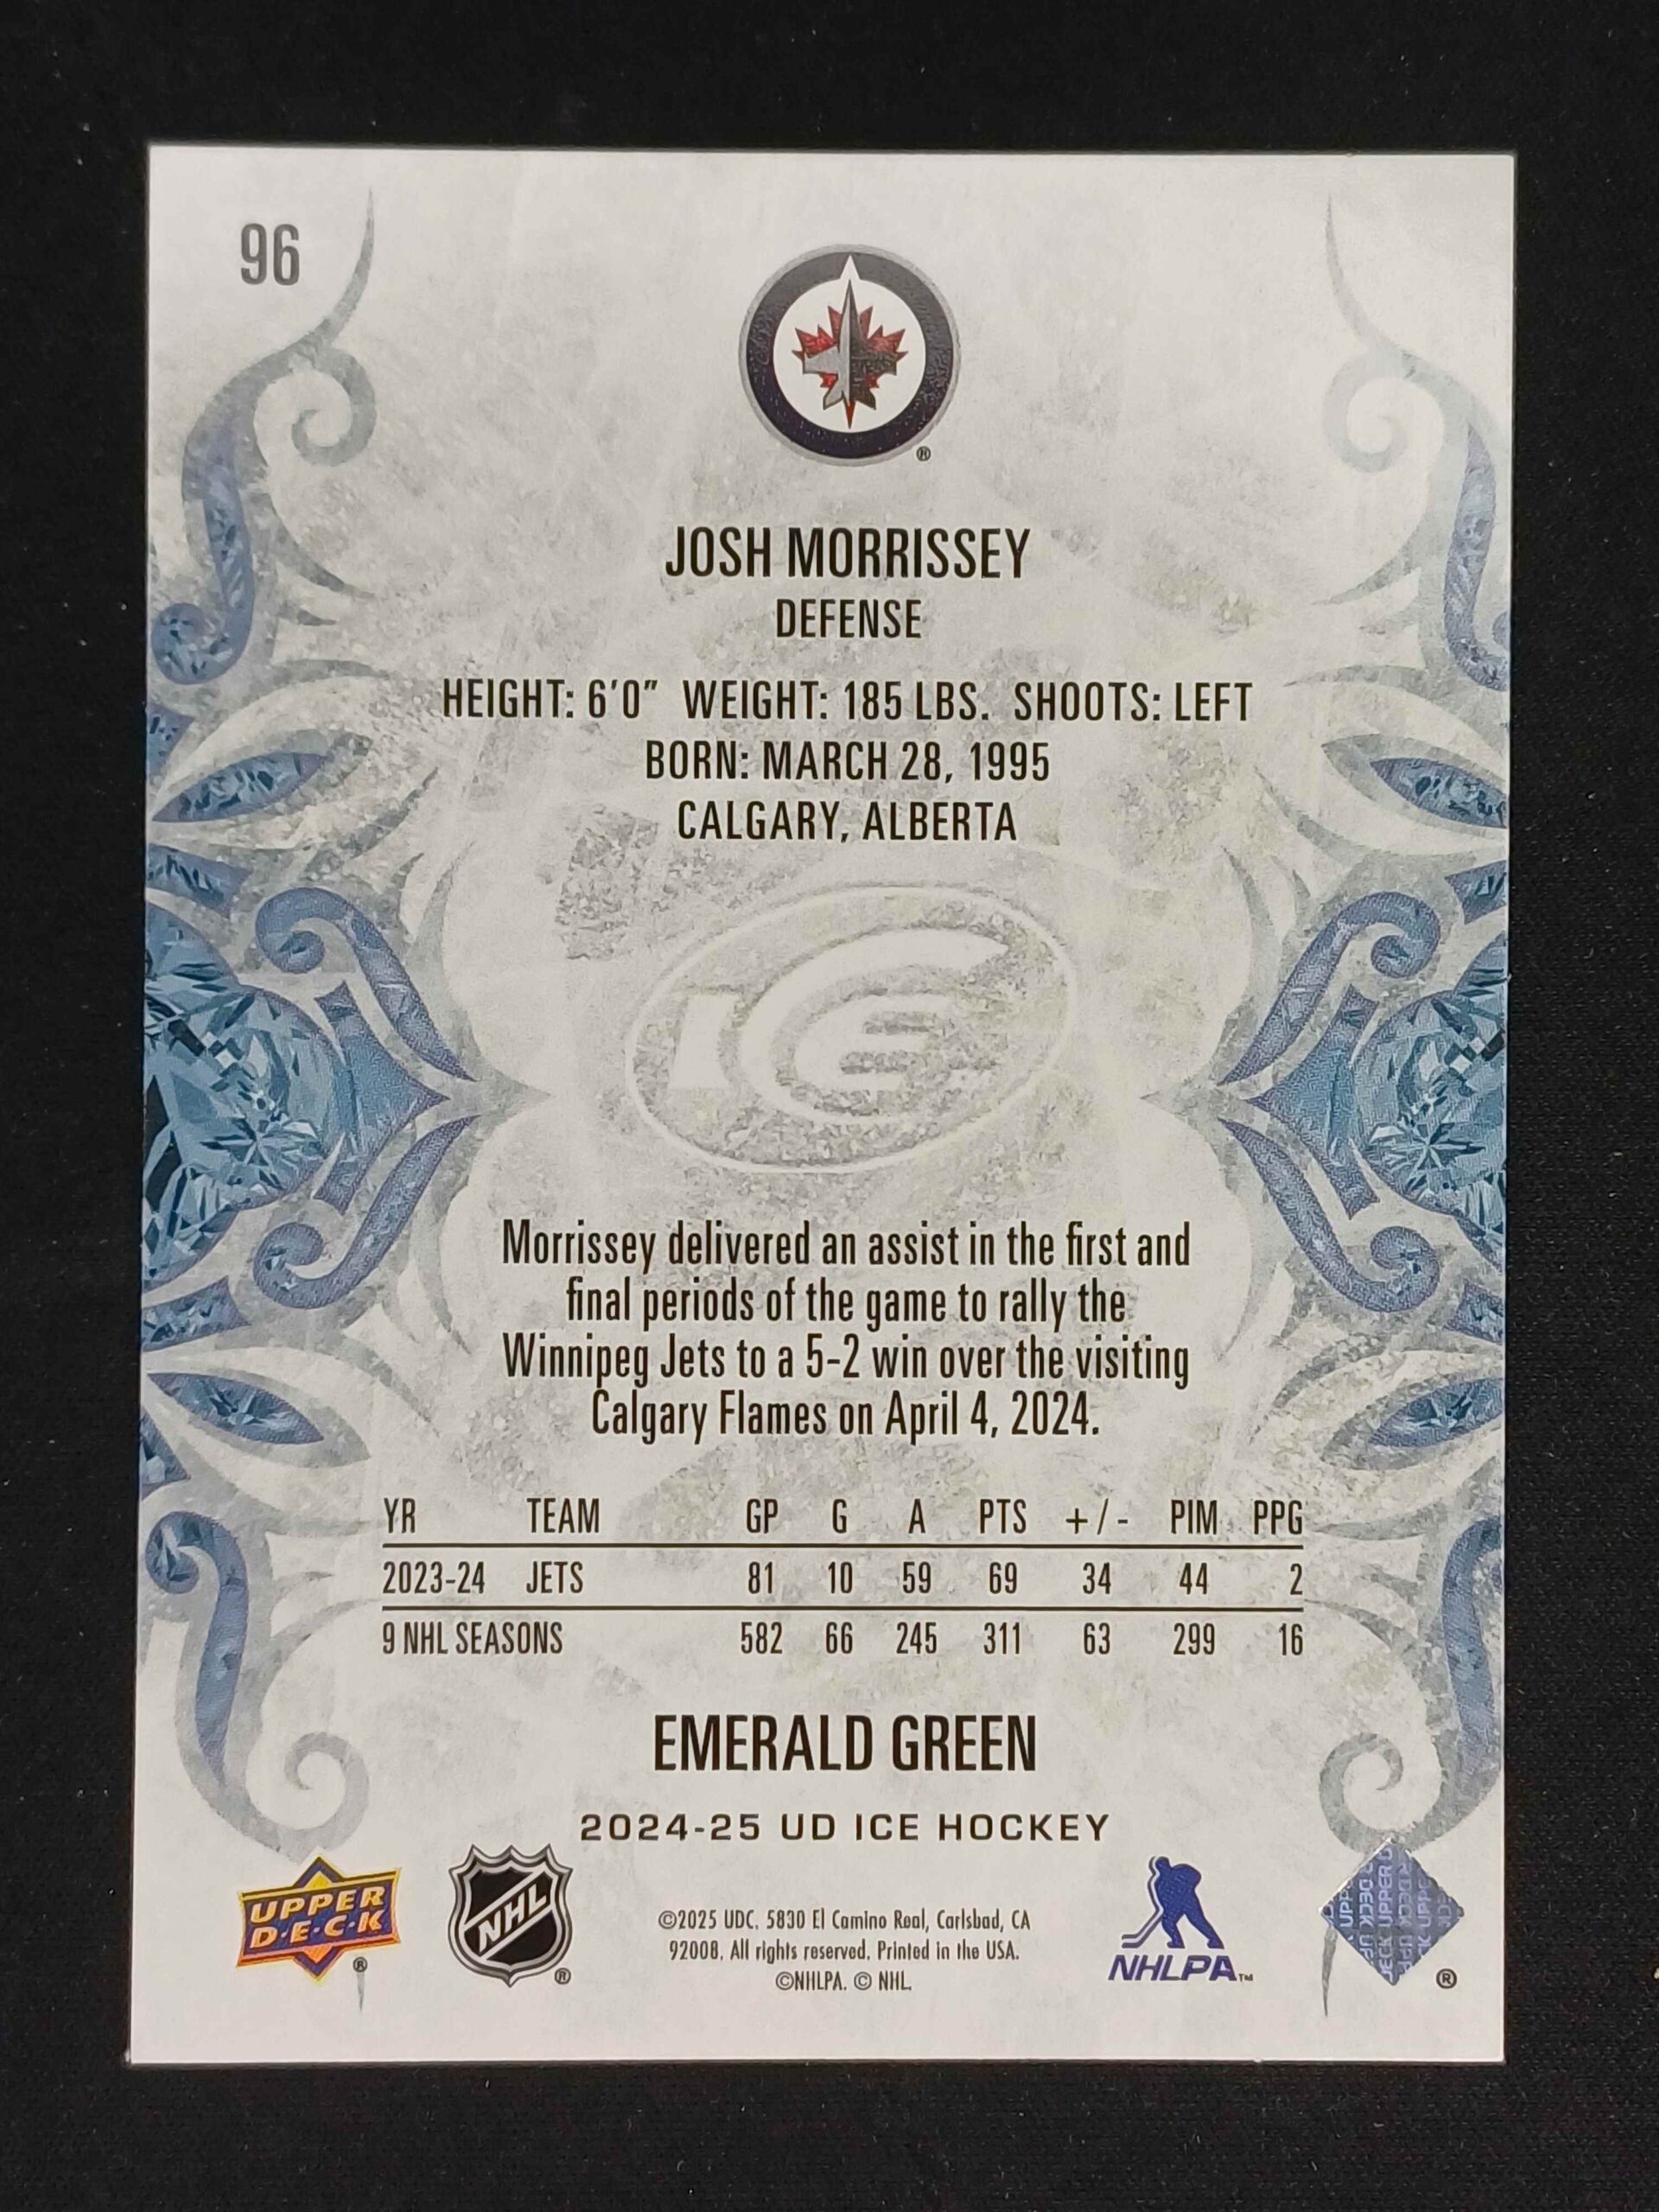 96
®
JOSH MORRISSEY
DEFENSE
HEIGHT: 6'0" WEIGHT: 185 LBS. SHOOTS: LEFT
BORN: MARCH 28, 1995
CALGARY, ALBERTA
ICE
Morrissey delivered an assist in the first and
final periods of the game to rally the
Winnipeg Jets to a 5-2 win over the visiting
Calgary Flames on April 4, 2024.
YR TEAM GP G A PTS +/- PIM PPG
2023-24 JETS 81 10 59 69 34 44 2
9 NHL SEASONS 582 66 245 311 63 299 16
EMERALD GREEN
2024-25 UD ICE HOCKEY
UPPER
D·E·C·K ®
NHL ®
©2025 UDC, 5830 El Camino Real, Carlsbad, CA
92008. All rights reserved. Printed in the USA.
©NHLPA. © NHL.
NHLPA™
UPPER DECK
®